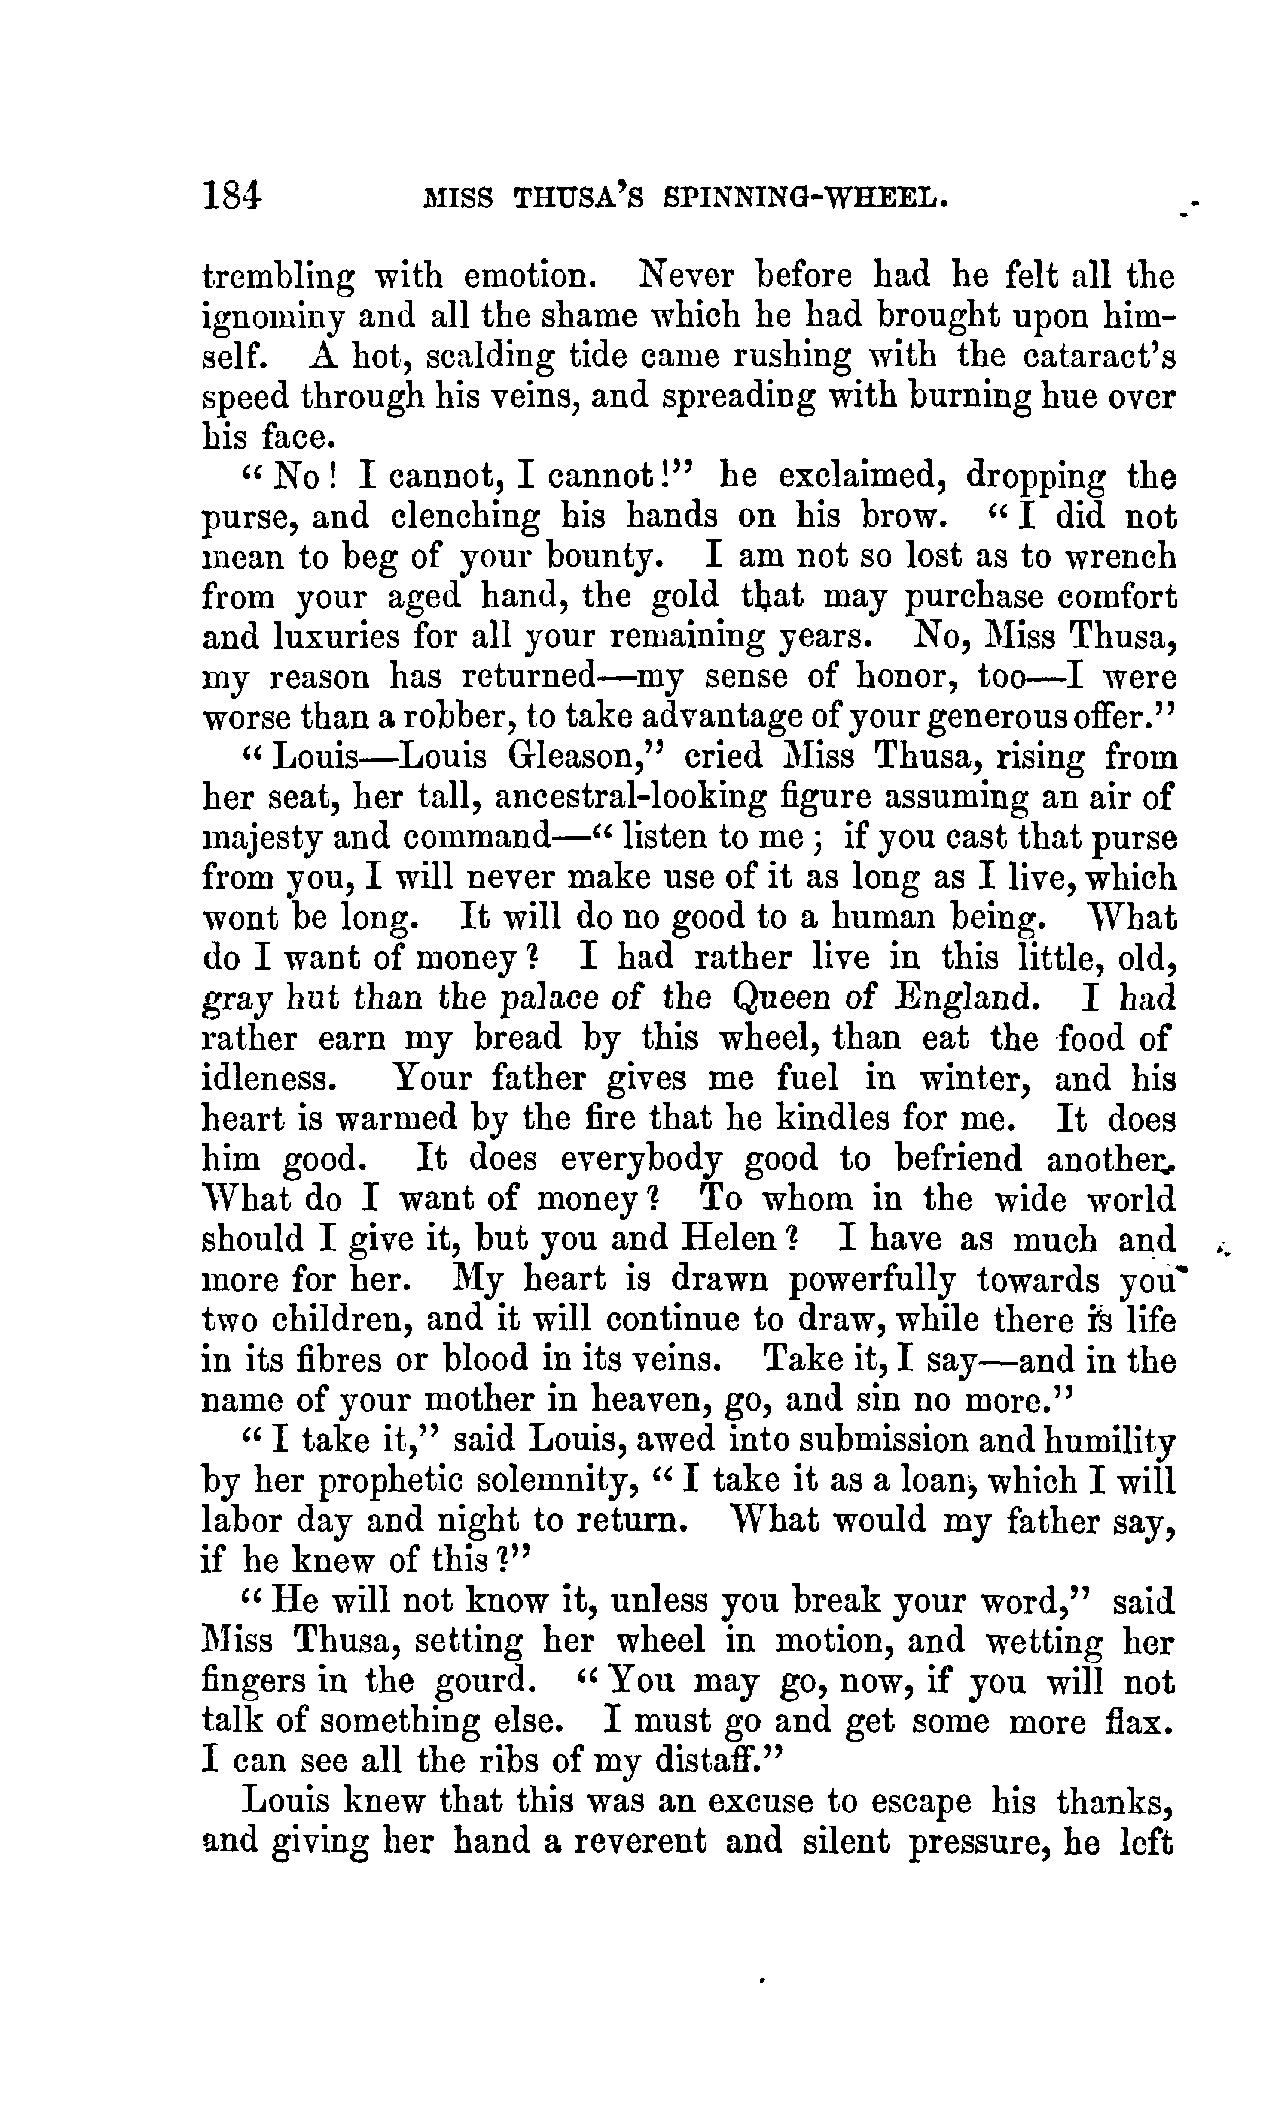 184 MISS THUSA'S SPINNING-WHEEL.
trembling with emotion. Never before had he felt all the
ignominy and all the shame which he had brought upon him-
self. A hot, scalding tide came rushing with the cataract's
speed through his veins, and spreading with burning hue over
his face.
"No! I cannot, I cannot!" he exclaimed, dropping the
purse, and clenching his hands on his brow. "I did not
mean to beg of your bounty. I am not so lost as to wrench
from your aged hand, the gold that may purchase comfort
and luxuries for all your remaining years. No, Miss Thusa,
my reason has returned—my sense of honor, too—I were
worse than a robber, to take advantage of your generous offer."
"Louis—Louis Gleason," cried Miss Thusa, rising from
her seat, her tall, ancestral-looking figure assuming an air of
majesty and command—"listen to me; if you cast that purse
from you, I will never make use of it as long as I live, which
wont be long. It will do no good to a human being. What
do I want of money? I had rather live in this little, old,
gray hut than the palace of the Queen of England. I had
rather earn my bread by this wheel, than eat the food of
idleness. Your father gives me fuel in winter, and his
heart is warmed by the fire that he kindles for me. It does
him good. It does everybody good to befriend another.
What do I want of money? To whom in the wide world
should I give it, but you and Helen? I have as much and
more for her. My heart is drawn powerfully towards you
two children, and it will continue to draw, while there is life
in its fibres or blood in its veins. Take it, I say—and in the
name of your mother in heaven, go, and sin no more."
"I take it," said Louis, awed into submission and humility
by her prophetic solemnity, "I take it as a loan, which I will
labor day and night to return. What would my father say,
if he knew of this?"
"He will not know it, unless you break your word," said
Miss Thusa, setting her wheel in motion, and wetting her
fingers in the gourd. "You may go, now, if you will not
talk of something else. I must go and get some more flax.
I can see all the ribs of my distaff."
Louis knew that this was an excuse to escape his thanks,
and giving her hand a reverent and silent pressure, he left